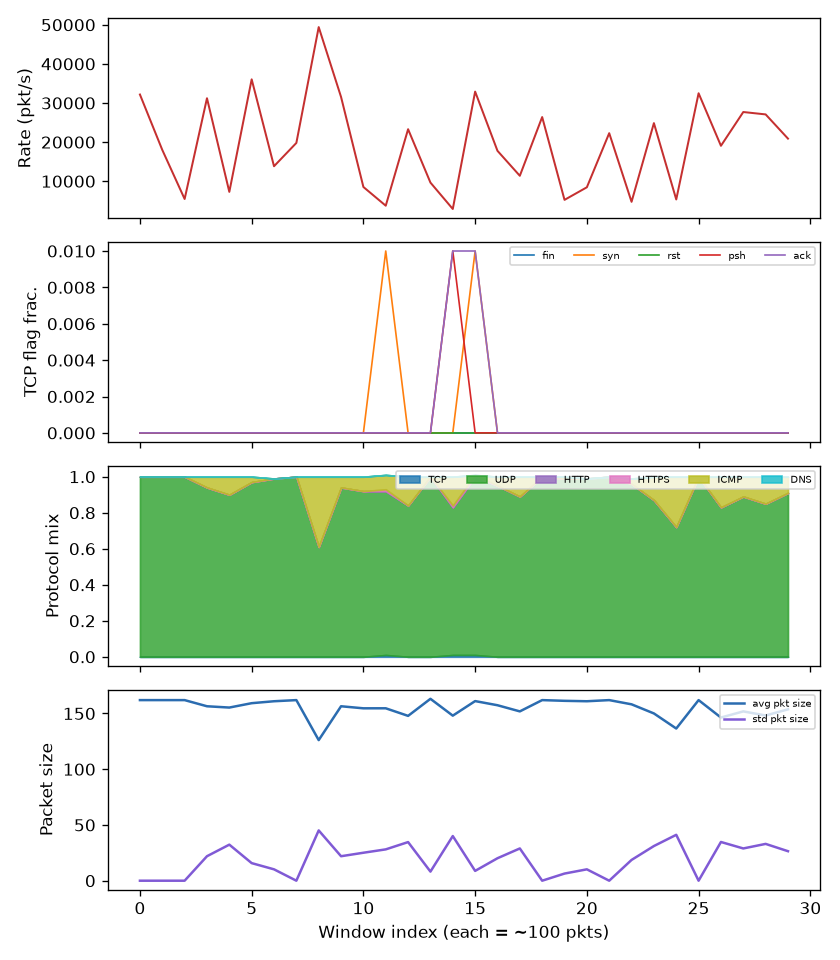 50000
40000
30000
20000
10000
Rate (pkt/s)
0.010
0.008
0.006
0.004
0.002
0.000
TCP flag frac.
fin syn rst psh ack
1.0
0.8
0.6
0.4
0.2
0.0
Protocol mix
TCP UDP HTTP HTTPS ICMP DNS
150
100
50
0
Packet size
avg pkt size
std pkt size
0 5 10 15 20 25 30
Window index (each = ~100 pkts)